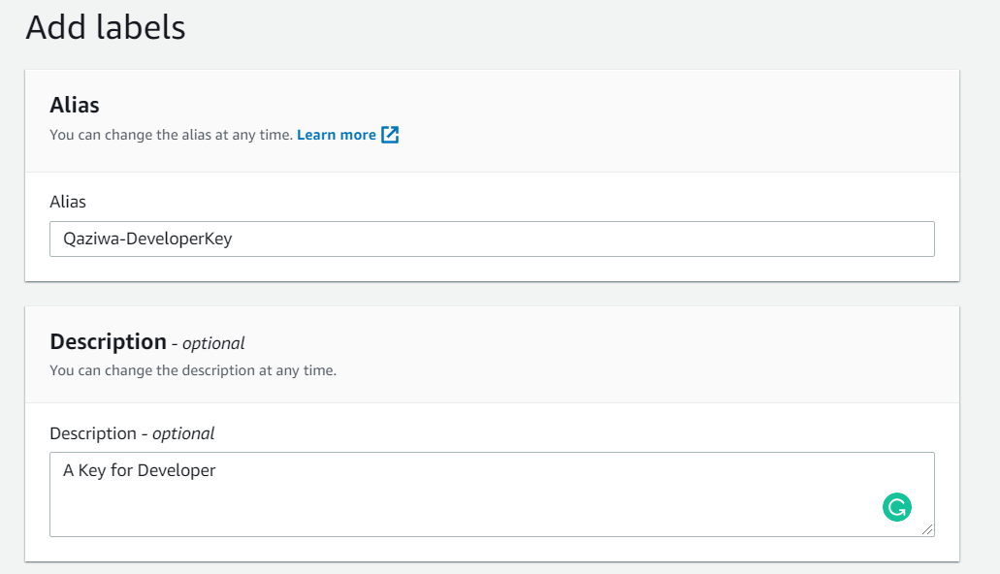 Add labels
Alias
You can change the alias at any time. Learn more
Alias
Qaziwa-DeveloperKey
Description - optional
You can change the description at any time.
Description - optional
A Key for Developer